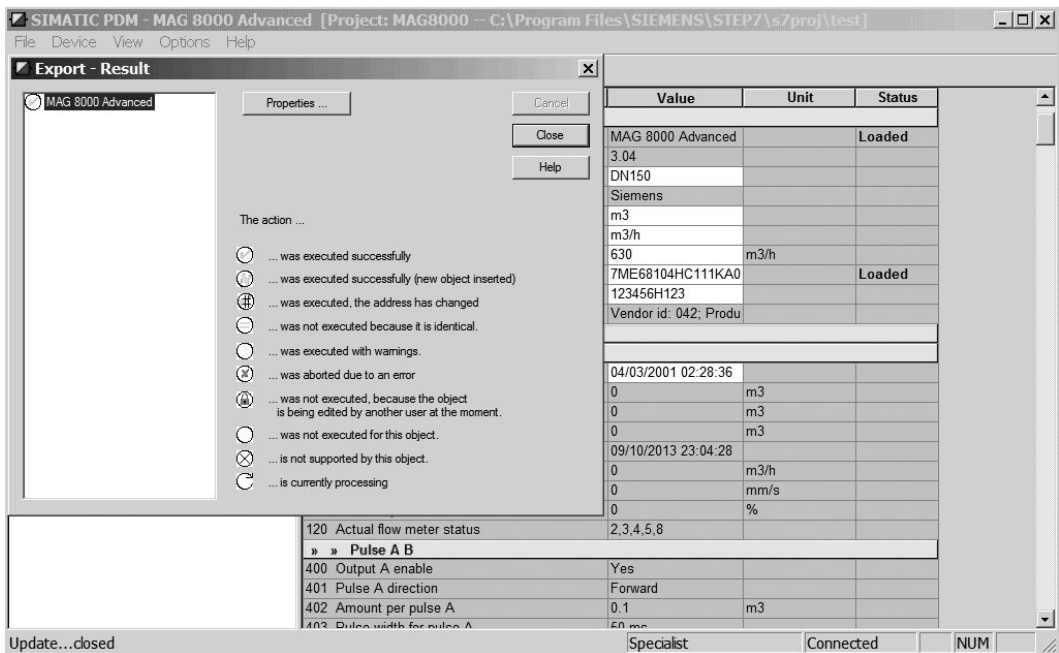 SIMATIC PDM - MAG 8000 Advanced [Project: MAG8000 -- C:\Program Files\SIEMENS\STEP7\s7proj\test]
File Device View Options Help
Export - Result
MAG 8000 Advanced
Properties ...
Cancel
Close
Help
The action ...
... was executed successfully
... was executed successfully (new object inserted)
... was executed, the address has changed
... was not executed because it is identical.
... was executed with warnings.
... was aborted due to an error
... was not executed, because the object
is being edited by another user at the moment.
... was not executed for this object.
... is not supported by this object.
... is currently processing
Value Unit Status
MAG 8000 Advanced Loaded
3.04
DN150
Siemens
m3
m3/h
630 m3/h
7ME68104HC111KA0 Loaded
123456H123
Vendor id: 042; Produ
04/03/2001 02:28:36
0 m3
0 m3
0 m3
09/10/2013 23:04:28
0 m3/h
0 mm/s
0 %
120 Actual flow meter status 2,3,4,5,8
» » Pulse A B
400 Output A enable Yes
401 Pulse A direction Forward
402 Amount per pulse A 0.1 m3
403 Pulse width for pulse A 50 ms
Update...closed Specialist Connected NUM